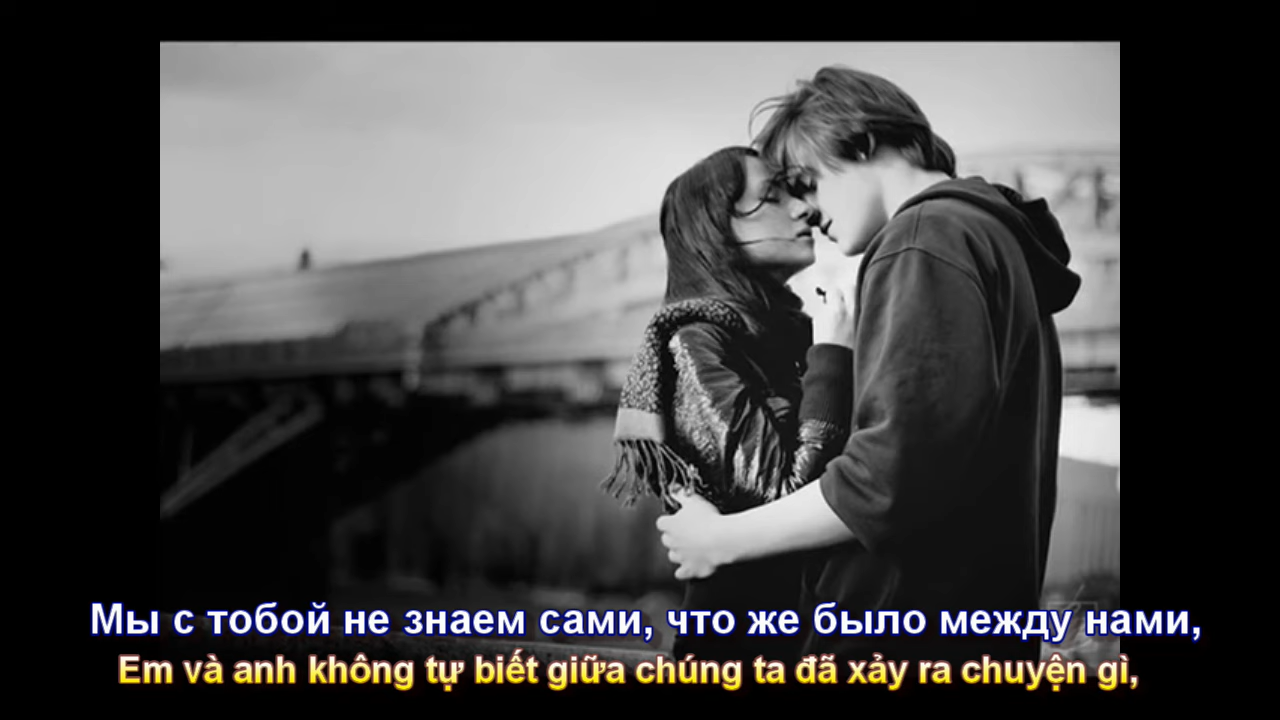 Мы с тобой не знаем сами, что же было между нами,
Em và anh không tự biết giữa chúng ta đã xảy ra chuyện gì,